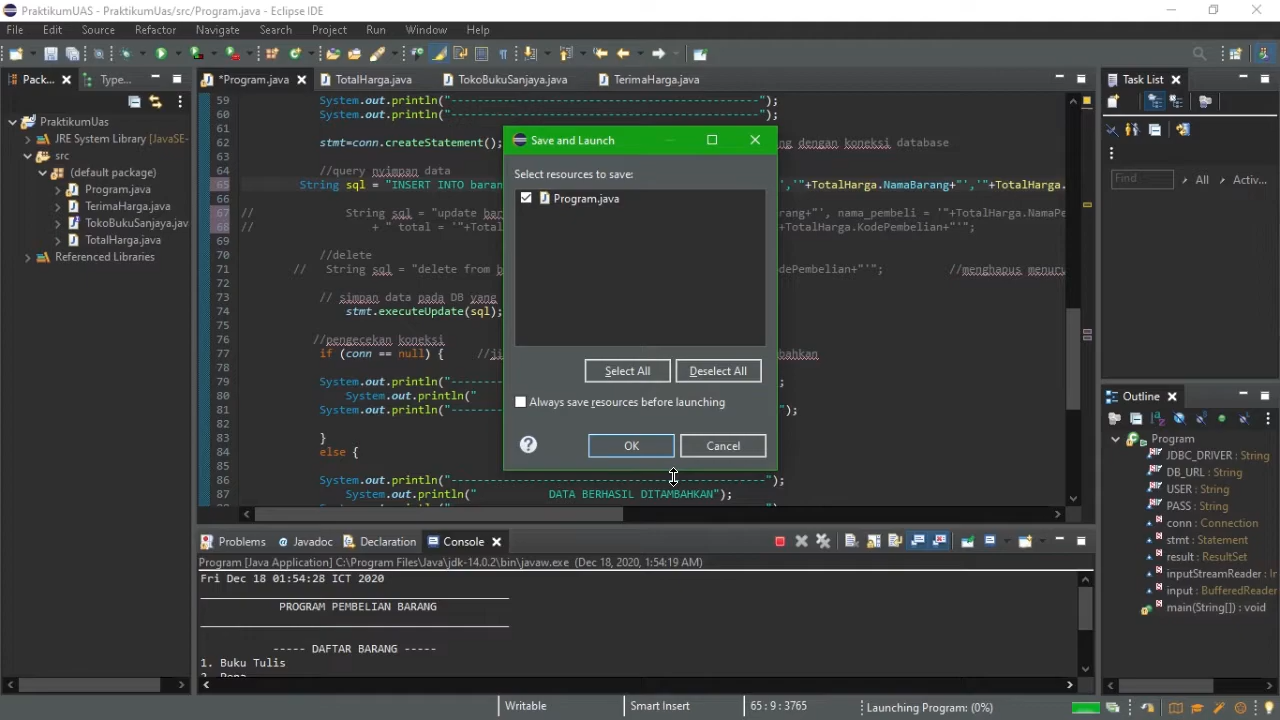 PraktikumUAS - PraktikumUas/src/Program.java - Eclipse IDE
File Edit Source Refactor Navigate Search Project Run Window Help
Pack... Type...
PraktikumUas
JRE System Library [JavaSE-
src
(default package)
Program.java
TerimaHarga.java
TokoBukuSanjaya.jav
TotalHarga.java
Referenced Libraries
*Program.java TotalHarga.java TokoBukuSanjaya.java TerimaHarga.java
59 System.out.println("--------------------------------------------");
60 System.out.println("--------------------------------------------");
61
62 stmt=conn.createStatement(); ng dengan koneksi database
63
64 //query nyimpan data
65 String sql = "INSERT INTO baran ','"+TotalHarga.NamaBarang+"','"+TotalHarga.
66
67 // String sql = "update bar rang+"', nama_pembeli = '"+TotalHarga.NamaPe
68 // + " total = '"+Total +TotalHarga.KodePembelian+"'";
69
70 //delete
71 // String sql = "delete from b dePembelian+"'"; //menghapus menuru
72
73 // simpan data pada DB yang
74 stmt.executeUpdate(sql);
75
76 //pengecekan koneksi
77 if (conn == null) { //ji bahkan
78
79 System.out.println("------- ;
80 System.out.println("
81 System.out.println("------- ");
82
83 }
84 else {
85
86 System.out.println("---------------------------------------------");
87 System.out.println(" DATA BERHASIL DITAMBAHKAN");
Save and Launch
Select resources to save:
Program.java
Select All Deselect All
Always save resources before launching
OK Cancel
Task List
Find All Activ...
Outline
Program
JDBC_DRIVER : String
DB_URL : String
USER : String
PASS : String
conn : Connection
stmt : Statement
result : ResultSet
inputStreamReader : Ir
input : BufferedReader
main(String[]) : void
Problems Javadoc Declaration Console
Program [Java Application] C:\Program Files\Java\jdk-14.0.2\bin\javaw.exe (Dec 18, 2020, 1:54:19 AM)
Fri Dec 18 01:54:28 ICT 2020
PROGRAM PEMBELIAN BARANG
----- DAFTAR BARANG -----
1. Buku Tulis
2. Pena
Writable Smart Insert 65 : 9 : 3765 Launching Program: (0%)